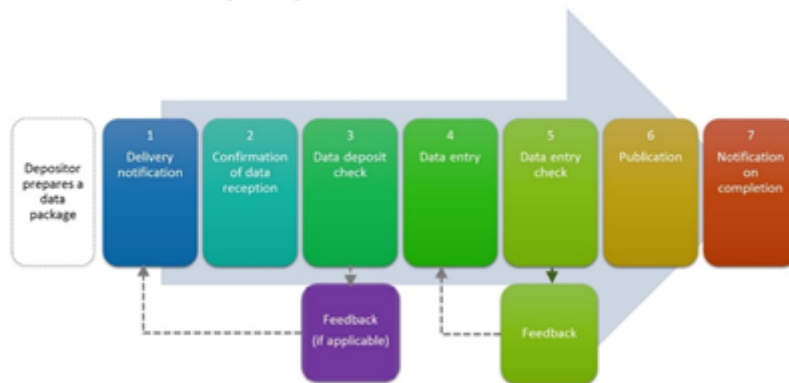 Depositor
prepares a
data
package
1
Delivery
notification
2
Confirmation
of data
reception
3
Data deposit
check
4
Data entry
5
Data entry
check
6
Publication
7
Notification
on
completion
Feedback
(if applicable)
Feedback